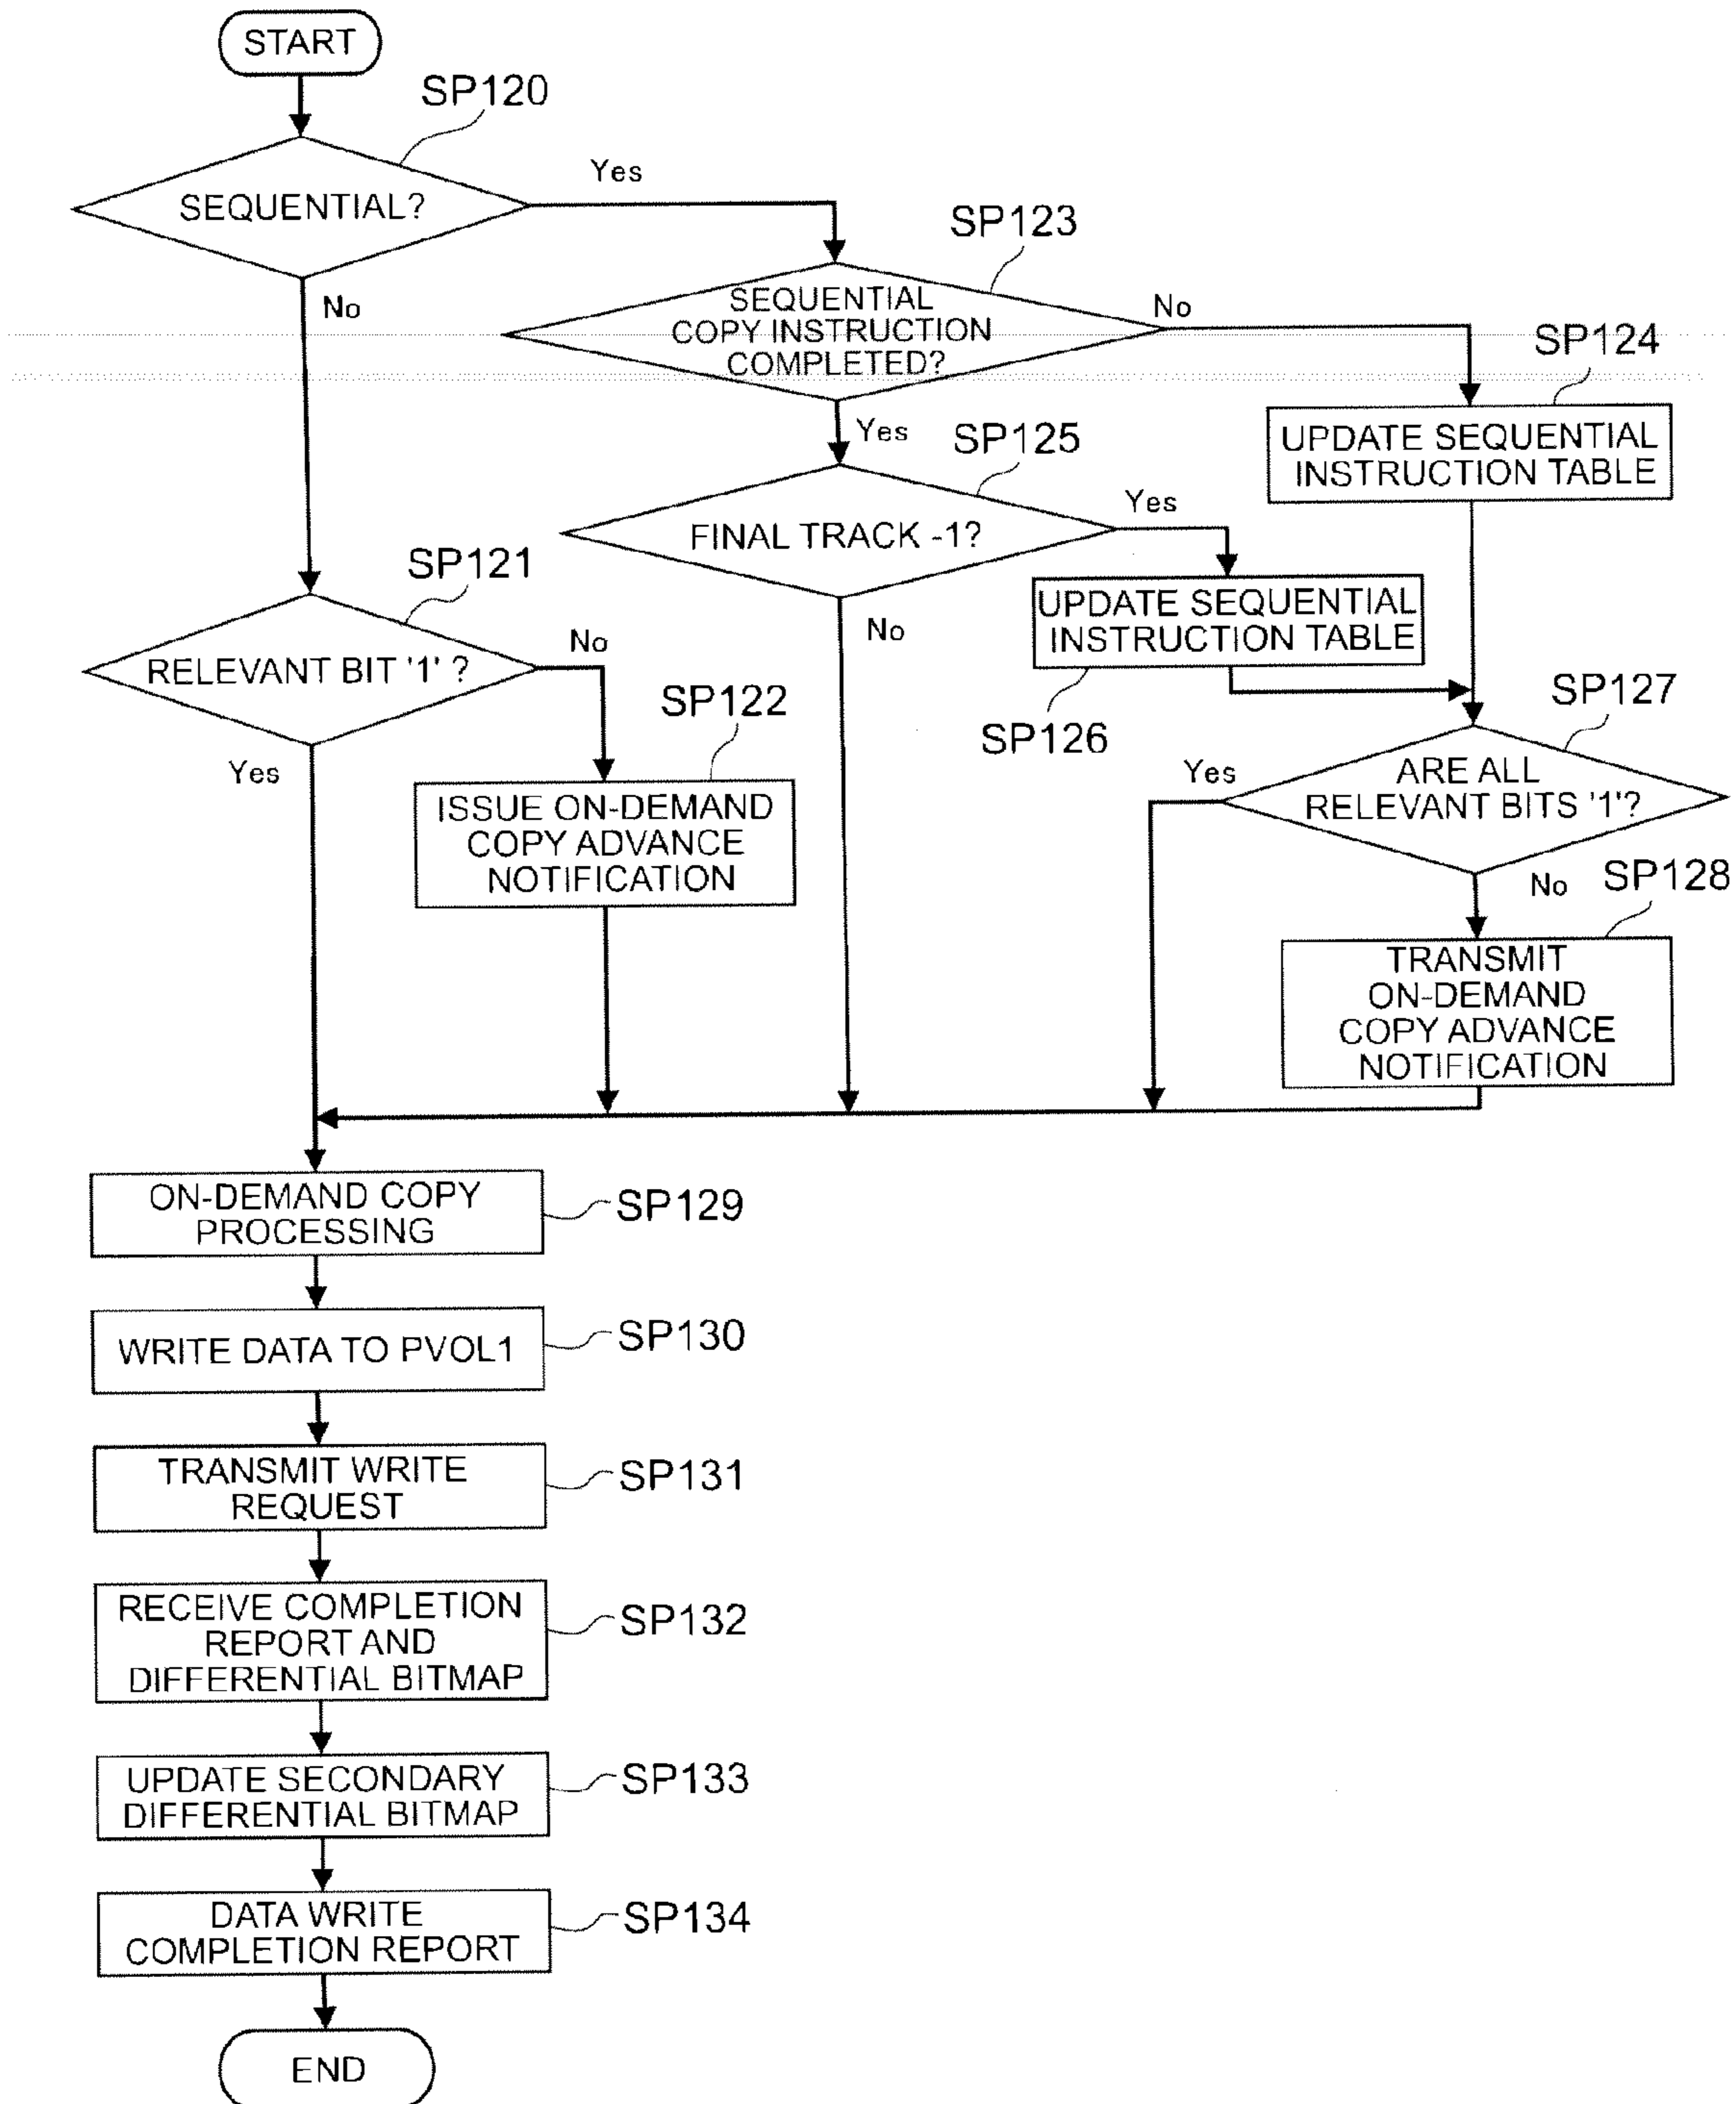 START
SP120
SEQUENTIAL?
Yes
No
SP123
SEQUENTIAL
COPY INSTRUCTION
COMPLETED?
No
Yes
SP124
UPDATE SEQUENTIAL
INSTRUCTION TABLE
SP125
FINAL TRACK -1?
Yes
No
SP126
UPDATE SEQUENTIAL
INSTRUCTION TABLE
SP121
RELEVANT BIT '1' ?
No
Yes
SP122
ISSUE ON-DEMAND
COPY ADVANCE
NOTIFICATION
SP127
ARE ALL
RELEVANT BITS '1'?
Yes
No
SP128
TRANSMIT
ON-DEMAND
COPY ADVANCE
NOTIFICATION
ON-DEMAND COPY
PROCESSING
SP129
WRITE DATA TO PVOL1
SP130
TRANSMIT WRITE
REQUEST
SP131
RECEIVE COMPLETION
REPORT AND
DIFFERENTIAL BITMAP
SP132
UPDATE SECONDARY
DIFFERENTIAL BITMAP
SP133
DATA WRITE
COMPLETION REPORT
SP134
END